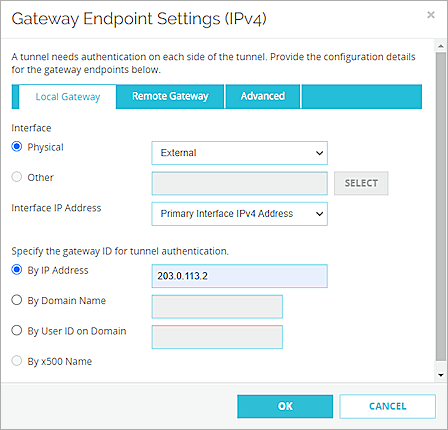 Gateway Endpoint Settings (IPv4)
×
A tunnel needs authentication on each side of the tunnel. Provide the configuration details
for the gateway endpoints below.
Local Gateway Remote Gateway Advanced
Interface
Physical External
Other SELECT
Interface IP Address Primary Interface IPv4 Address
Specify the gateway ID for tunnel authentication.
By IP Address 203.0.113.2
By Domain Name
By User ID on Domain
By x500 Name
OK CANCEL